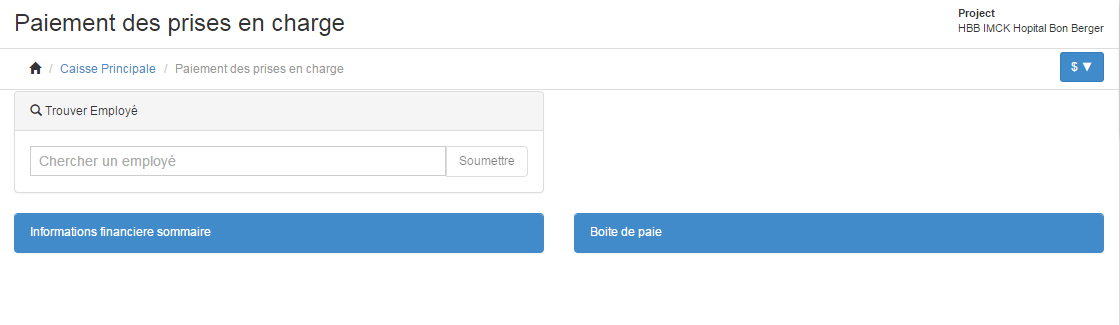 Paiement des prises en charge
Project
HBB IMCK Hopital Bon Berger
/ Caisse Principale / Paiement des prises en charge
$ ▼
Trouver Employé
Chercher un employé
Soumettre
Informations financiere sommaire
Boite de paie